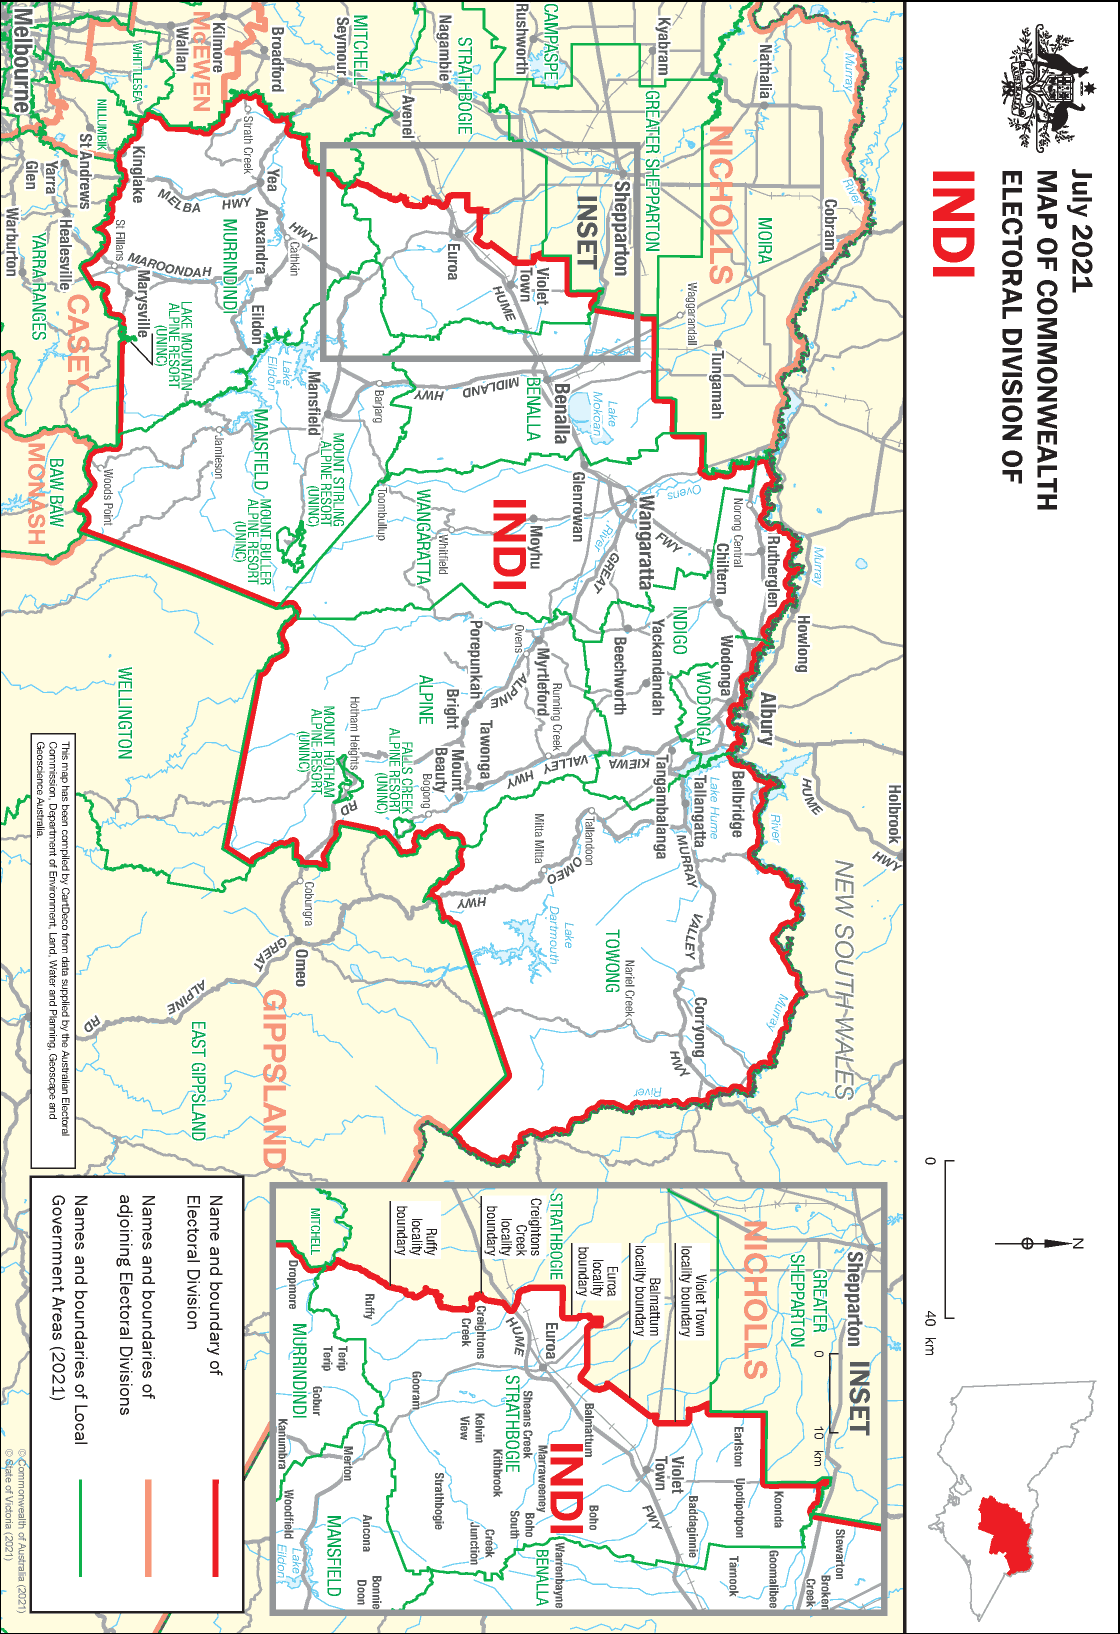 July 2021
MAP OF COMMONWEALTH
ELECTORAL DIVISION OF
INDI
N
0
40 km
NEW SOUTH WALES
Holbrook
HUME
HWY
Albury
Howlong
Murray
River
Nathalia
Cobram
Murray
River
Kyabram
NICHOLLS
MOIRA
Waggarandall
Tungamah
GREATER SHEPPARTON
Shepparton
INSET
CAMPASPE
Rushworth
STRATHBOGIE
Nagambie
MITCHELL
Seymour
Avenel
Broadford
Kilmore
Wallan
McEWEN
WHITTLESEA
Melbourne
NILLUMBIK
St Andrews
Yarra
Glen
Healesville
Warburton
YARRA RANGES
CASEY
MONASH
BAW BAW
Strath Creek
Yea
Kinglake
MELBA
HWY
Alexandra
HWY
Cathkin
MURRINDINDI
St Fillans
MAROONDAH
Marysville
LAKE MOUNTAIN
ALPINE RESORT
(UNINC)
Eildon
Lake
Eildon
Euroa
Violet
Town
HUME
Mansfield
Barjarg
MIDLAND
HWY
BENALLA
Benalla
Lake
Mokoan
Glenrowan
Jamieson
Woods Point
MANSFIELD
MOUNT STIRLING
ALPINE RESORT
(UNINC)
MOUNT BULLER
ALPINE RESORT
(UNINC)
Toombullup
WANGARATTA
Whitfield
INDI
Moyhu
Wangaratta
FWY
Ovens
River
GREAT
Norong Central
Chiltern
Rutherglen
Murray
INDIGO
Yackandandah
Beechworth
Wodonga
WODONGA
Ovens
Myrtleford
Porepunkah
ALPINE
Running Creek
Bright
ALPINE
Tawonga
Mount
Beauty
Bogong
Hotham Heights
FALLS CREEK
ALPINE RESORT
(UNINC)
MOUNT HOTHAM
ALPINE RESORT
(UNINC)
RD
KIEWA
VALLEY
HWY
Tangambalanga
Tallangatta
Lake Hume
Bellbridge
MURRAY
VALLEY
HWY
Tallandoon
Mitta Mitta
OMEO
HWY
Lake
Dartmouth
TOWONG
Nariel Creek
Corryong
Murray
River
WELLINGTON
Cobungra
Omeo
GREAT
ALPINE
RD
GIPPSLAND
EAST GIPPSLAND
This map has been compiled by CartDeco from data supplied by the Australian Electoral
Commission, Department of Environment, Land, Water and Planning, Geoscape and
Geoscience Australia.
Shepparton
INSET
0
10 km
GREATER
SHEPPARTON
NICHOLLS
Violet Town
locality boundary
Balmattum
locality boundary
Euroa
locality
boundary
STRATHBOGIE
Creightons
Creek
locality
boundary
Ruffy
locality
boundary
MITCHELL
Dropmore
Ruffy
Creightons
Creek
HUME
Euroa
MURRINDINDI
Terip
Terip
Gobur
Kanumbra
Gooram
Merton
Woodfield
Lake
Eildon
MANSFIELD
Ancona
Bonnie
Doon
STRATHBOGIE
Sheans Creek
Kelvin
View
Kithbrook
Marraweeney
Strathbogie
INDI
Balmattum
Boho
Boho
South
Creek
Junction
Warrenbayne
BENALLA
Violet
Town
FWY
Baddaginnie
Earlston
Upotipotpon
Koonda
Tarnook
Goomalibee
Stewarton
Broken
Creek
Name and boundary of
Electoral Division
Names and boundaries of
adjoining Electoral Divisions
Names and boundaries of Local
Government Areas (2021)
© Commonwealth of Australia (2021)
© State of Victoria (2021)